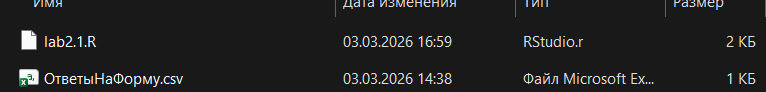 Имя Дата изменения Тип Размер
lab2.1.R 03.03.2026 16:59 RStudio.r 2 КБ
ОтветыНаФорму.csv 03.03.2026 14:38 Файл Microsoft Ex... 1 КБ